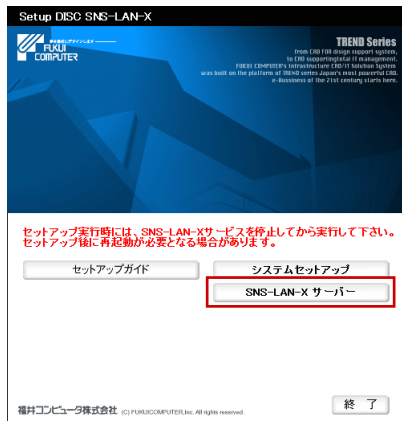 Setup DISC SNS-LAN-X
FUKUI
COMPUTER
TREND Series
from CAD FOR disign support system,
to CAD supportingtotal IT management.
FUKUI COMPUTER's Infrastructure CAD/IT Solution System
was built on the platform of TREND series Japan's most powerful CAD.
e-Bussiness of the 21st century starts here.
セットアップ実行時には、SNS-LAN-Xサービスを停止してから実行して下さい。
セットアップ後に再起動が必要となる場合があります。
セットアップガイド
システムセットアップ
SNS-LAN-X サーバー
福井コンピュータ株式会社 (C) FUKUICOMPUTER,Inc. All rights reserved.
終 了